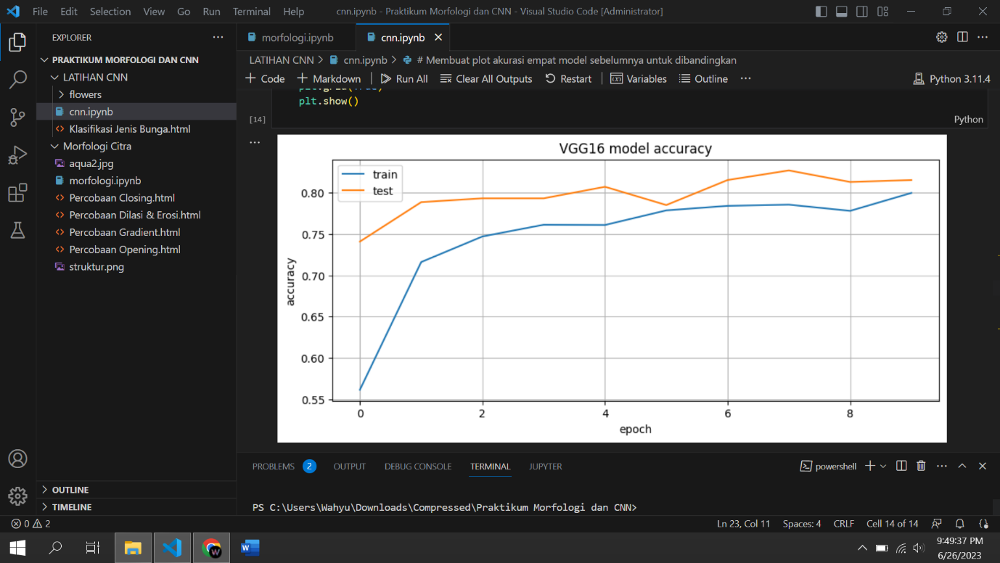 File Edit Selection View Go Run Terminal Help cnn.ipynb - Praktikum Morfologi dan CNN - Visual Studio Code [Administrator]
EXPLORER
PRAKTIKUM MORFOLOGI DAN CNN
LATIHAN CNN
flowers
cnn.ipynb
Klasifikasi Jenis Bunga.html
Morfologi Citra
aqua2.jpg
morfologi.ipynb
Percobaan Closing.html
Percobaan Dilasi & Erosi.html
Percobaan Gradient.html
Percobaan Opening.html
struktur.png
OUTLINE
TIMELINE
morfologi.ipynb cnn.ipynb
LATIHAN CNN > cnn.ipynb > # Membuat plot akurasi empat model sebelumnya untuk dibandingkan
+ Code + Markdown Run All Clear All Outputs Restart Variables Outline ... Python 3.11.4
plt.grid(True)
plt.show()
[14]
Python
VGG16 model accuracy
train
test
0.80
0.75
0.70
0.65
0.60
0.55
accuracy
0 2 4 6 8
epoch
PROBLEMS 2 OUTPUT DEBUG CONSOLE TERMINAL JUPYTER powershell
PS C:\Users\Wahyu\Downloads\Compressed\Praktikum Morfologi dan CNN>
0 2 Ln 23, Col 11 Spaces: 4 CRLF Cell 14 of 14
9:49:37 PM
6/26/2023